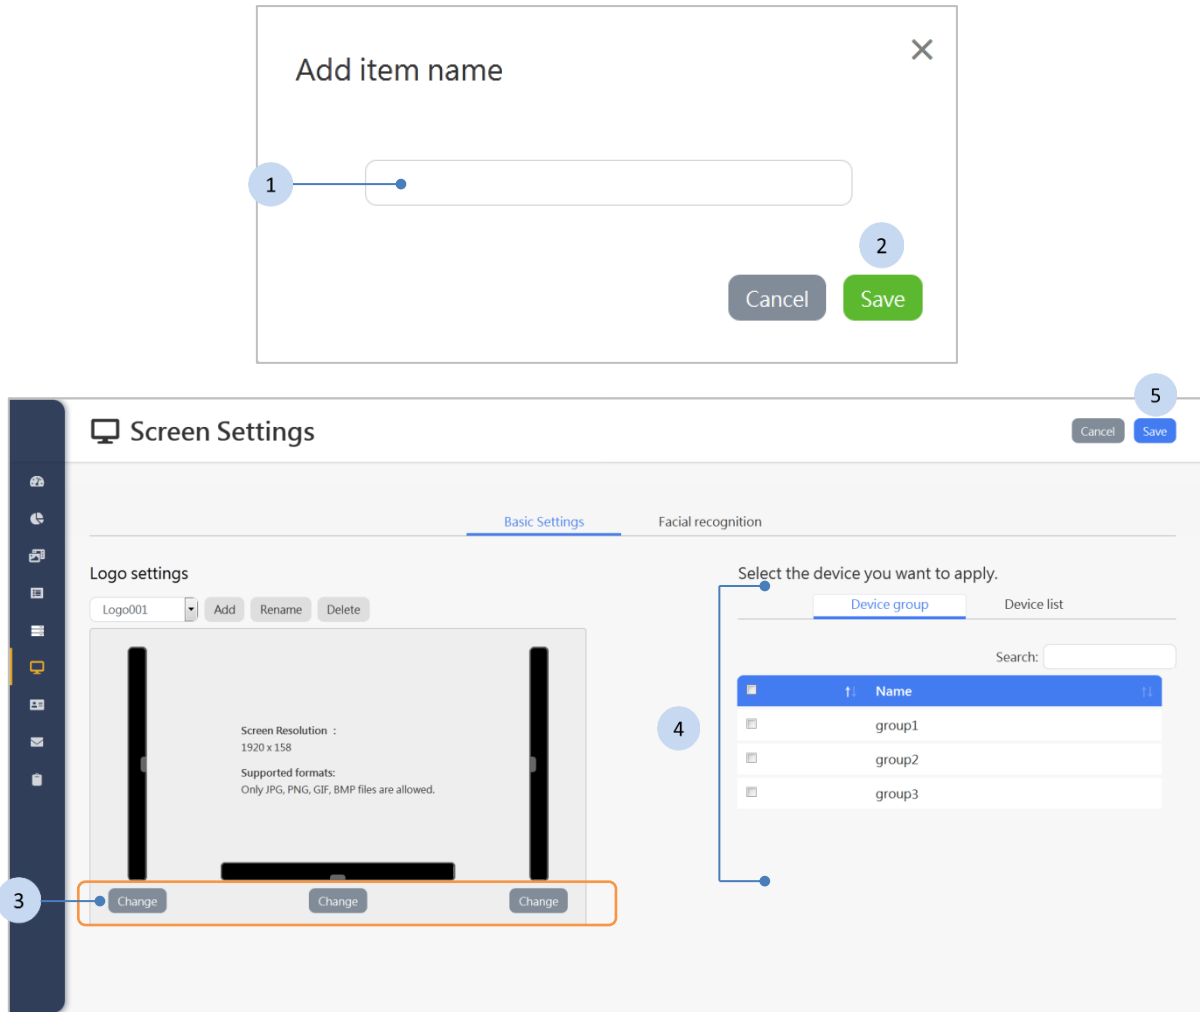 Add item name
1
2
Cancel
Save
5
Screen Settings
Cancel
Save
Basic Settings
Facial recognition
Logo settings
Logo001
Add
Rename
Delete
Screen Resolution :
1920 x 158
Supported formats:
Only JPG, PNG, GIF, BMP files are allowed.
3
Change
Change
Change
Select the device you want to apply.
Device group
Device list
Search:
Name
4
group1
group2
group3